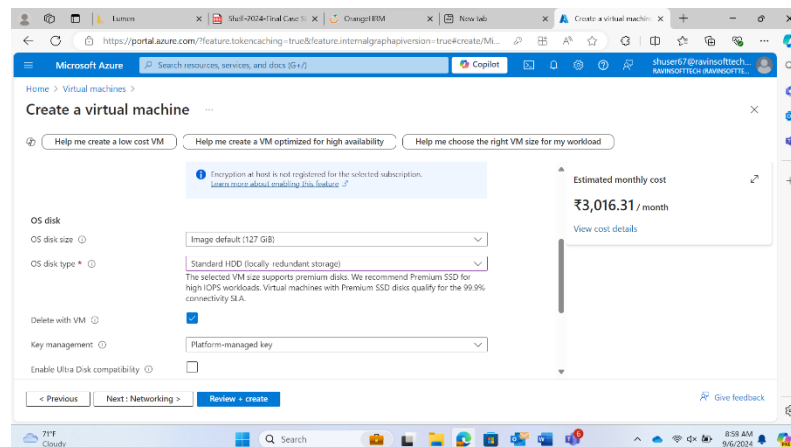 Lumen
Shell-2024-Final Case St
OrangeHRM
New tab
Create a virtual machin
https://portal.azure.com/?feature.tokencaching=true&feature.internalgraphapiversion=true#create/Mi...
Microsoft Azure
Search resources, services, and docs (G+/)
Copilot
shuser67@ravinsofttech...
RAVINSOFTTECH (RAVINSOFTTE...
Home > Virtual machines >
Create a virtual machine ...
Help me create a low cost VM
Help me create a VM optimized for high availability
Help me choose the right VM size for my workload
Encryption at host is not registered for the selected subscription.
Learn more about enabling this feature
Estimated monthly cost
₹3,016.31 / month
View cost details
OS disk
OS disk size
Image default (127 GiB)
OS disk type *
Standard HDD (locally-redundant storage)
The selected VM size supports premium disks. We recommend Premium SSD for
high IOPS workloads. Virtual machines with Premium SSD disks qualify for the 99.9%
connectivity SLA.
Delete with VM
Key management
Platform-managed key
Enable Ultra Disk compatibility
< Previous
Next : Networking >
Review + create
Give feedback
71°F
Cloudy
Search
8:59 AM
9/6/2024